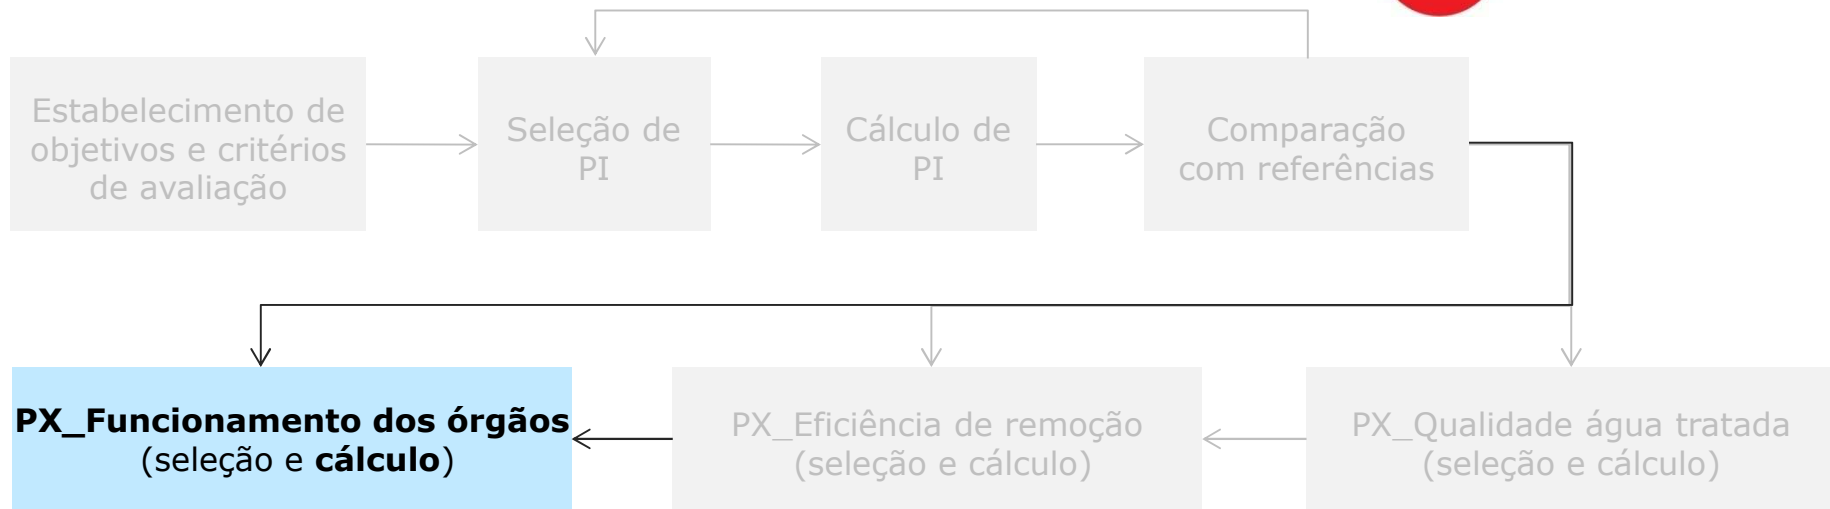 Estabelecimento de
objetivos e critérios
de avaliação
Seleção de
PI
Cálculo de
PI
Comparação
com referências
PX_Funcionamento dos órgãos
(seleção e cálculo)
PX_Eficiência de remoção
(seleção e cálculo)
PX_Qualidade água tratada
(seleção e cálculo)